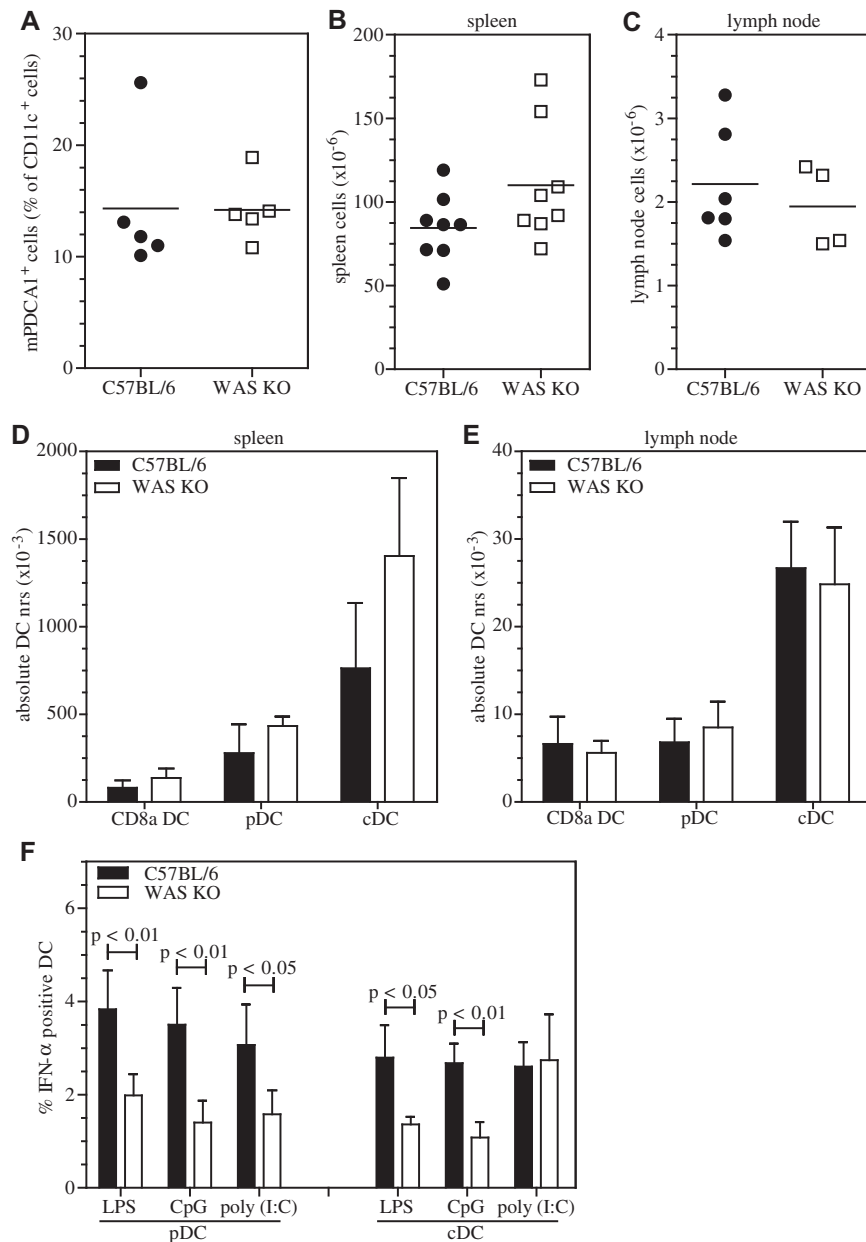 A
mPDCA1+ cells (% of CD11c+ cells)
30
20
10
0
C57BL/6 WAS KO
B
spleen
spleen cells (x10-6)
200
150
100
50
0
C57BL/6 WAS KO
C
lymph node
lymph node cells (x10-6)
4
3
2
1
0
C57BL/6 WAS KO
D
spleen
absolute DC nrs (x10-3)
2000
1500
1000
500
0
C57BL/6
WAS KO
CD8a DC pDC cDC
E
lymph node
absolute DC nrs (x10-3)
40
30
20
10
0
C57BL/6
WAS KO
CD8a DC pDC cDC
F
% IFN-α positive DC
6
4
2
0
C57BL/6
WAS KO
p < 0.01
p < 0.01
p < 0.05
p < 0.05
p < 0.01
LPS CpG poly (I:C) LPS CpG poly (I:C)
pDC cDC